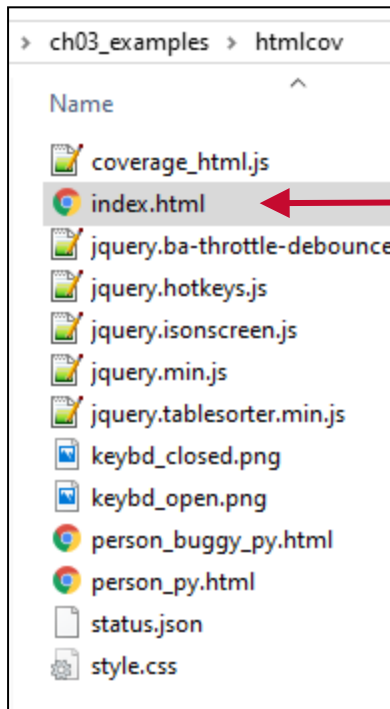 ch03_examples > htmlcov
Name
coverage_html.js
index.html
jquery.ba-throttle-debounce
jquery.hotkeys.js
jquery.isonscreen.js
jquery.min.js
jquery.tablesorter.min.js
keybd_closed.png
keybd_open.png
person_buggy_py.html
person_py.html
status.json
style.css